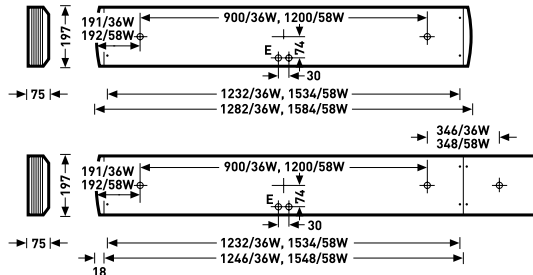 191/36W
192/58W
900/36W, 1200/58W
197
E
74
30
75
1232/36W, 1534/58W
1282/36W, 1584/58W
346/36W
348/58W
191/36W
192/58W
900/36W, 1200/58W
197
E
74
30
75
1232/36W, 1534/58W
1246/36W, 1548/58W
18